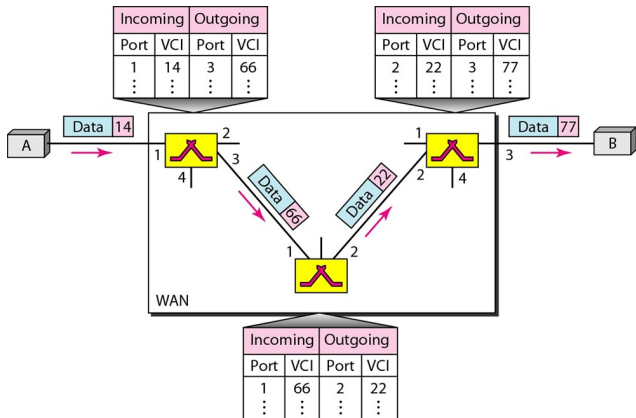 Incoming Outgoing
Port VCI Port VCI
1 14 3 66
⋮ ⋮ ⋮ ⋮
Incoming Outgoing
Port VCI Port VCI
2 22 3 77
⋮ ⋮ ⋮ ⋮
A
Data 14
1 2 3 4
Data 66
1 2
Data 22
1 2 3 4
Data 77
B
WAN
Incoming Outgoing
Port VCI Port VCI
1 66 2 22
⋮ ⋮ ⋮ ⋮